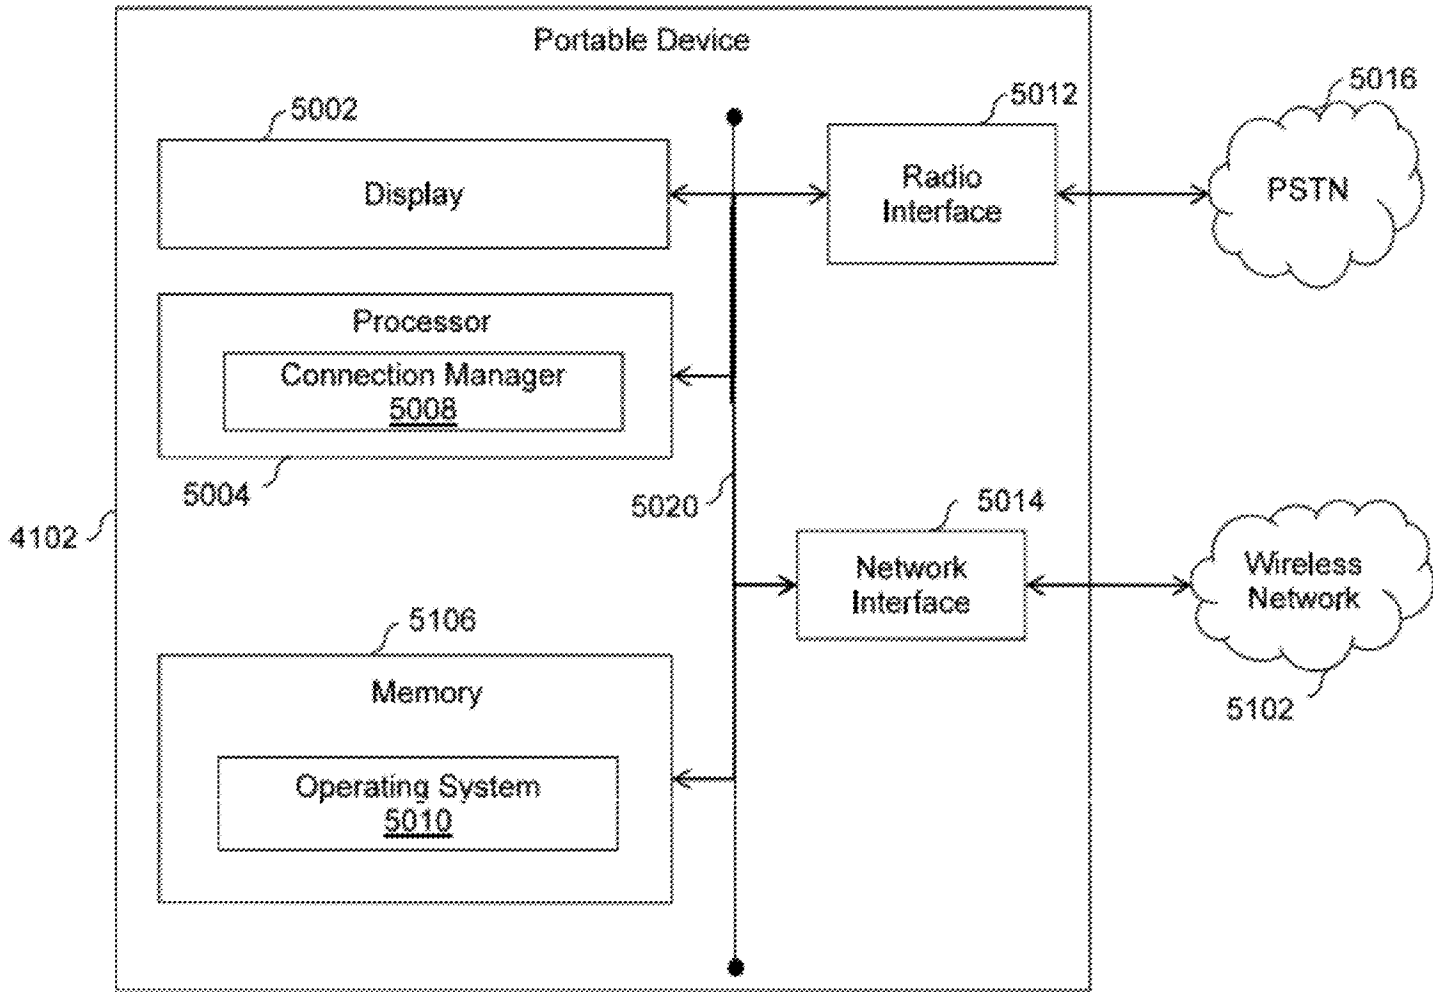 Portable Device
5002
Display
5012
Radio
Interface
5016
PSTN
Processor
Connection Manager
5008
5004
5020
4102
5014
Network
Interface
Wireless
Network
5102
5106
Memory
Operating System
5010